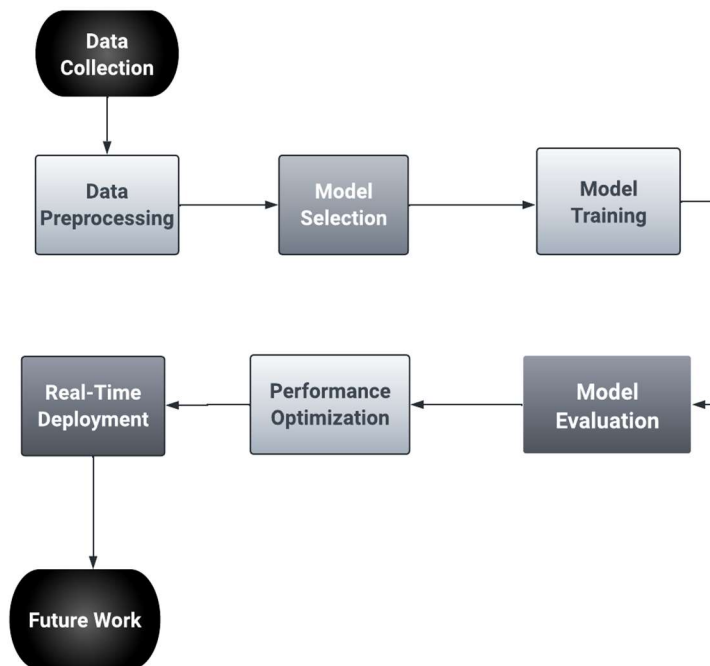 Data
Collection
Data
Preprocessing
Model
Selection
Model
Training
Real-Time
Deployment
Performance
Optimization
Model
Evaluation
Future Work